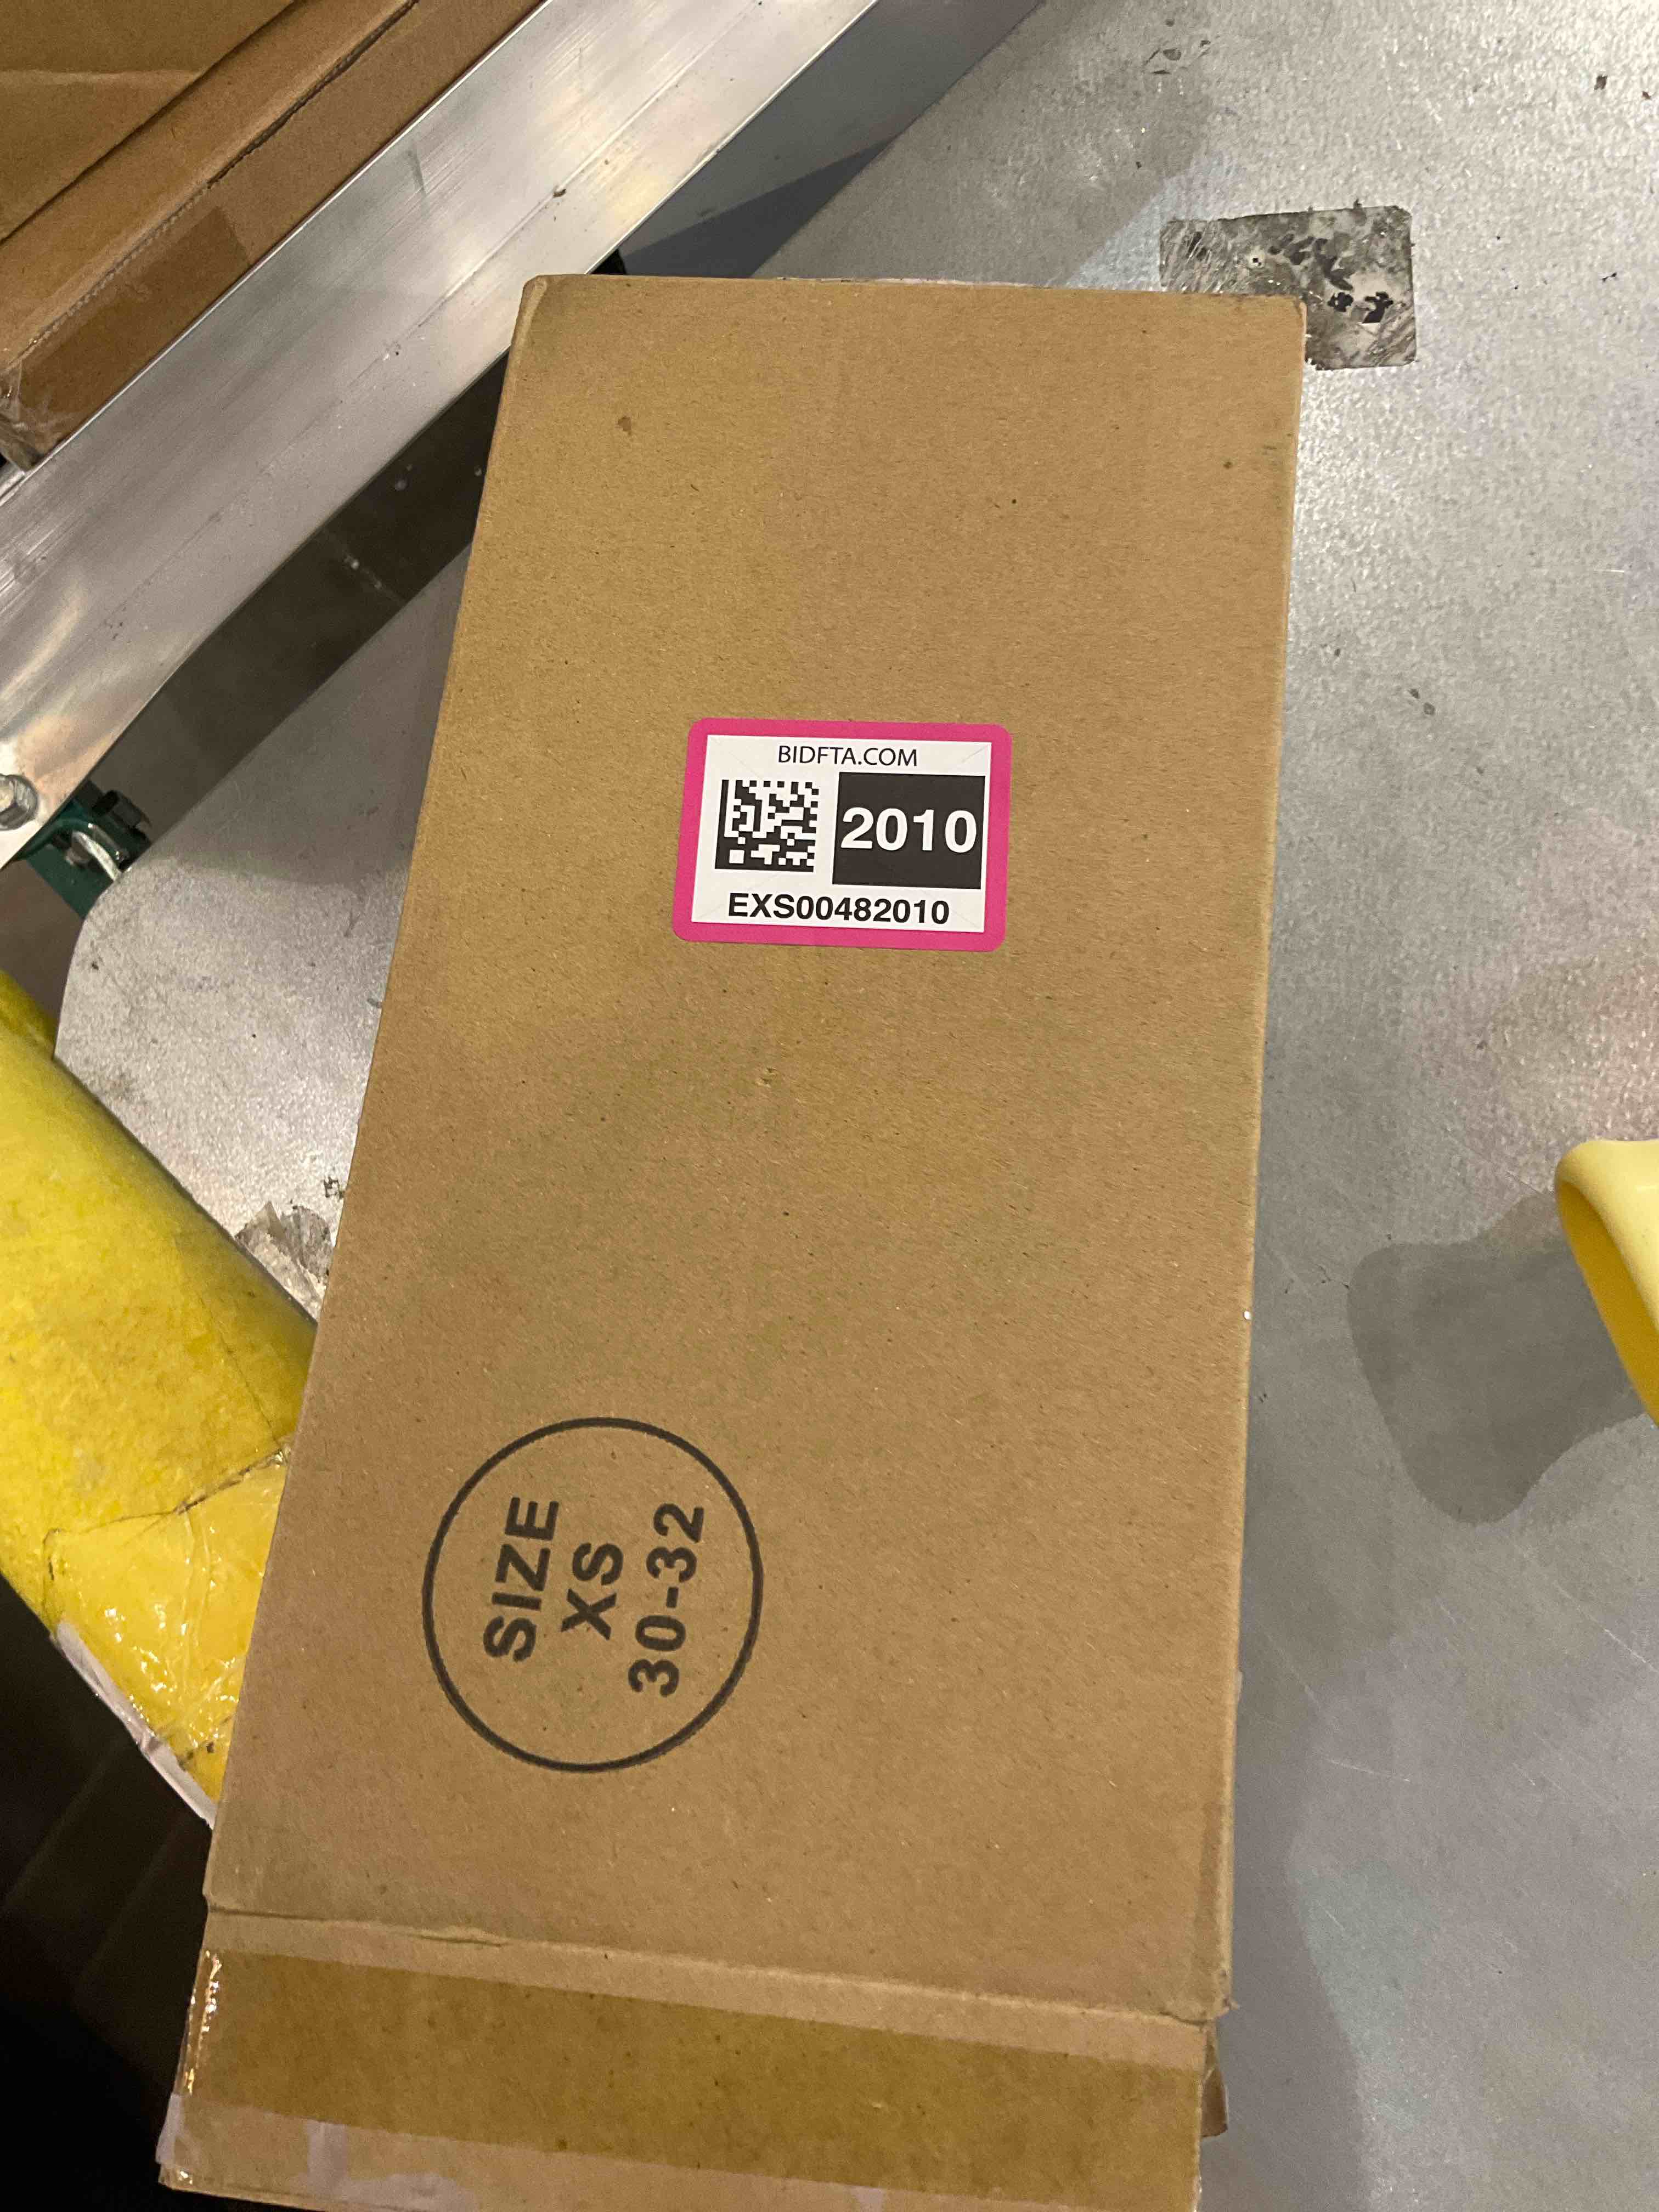 BIDFTA.COM
2010
EXS00482010
SIZE
XS
30-32